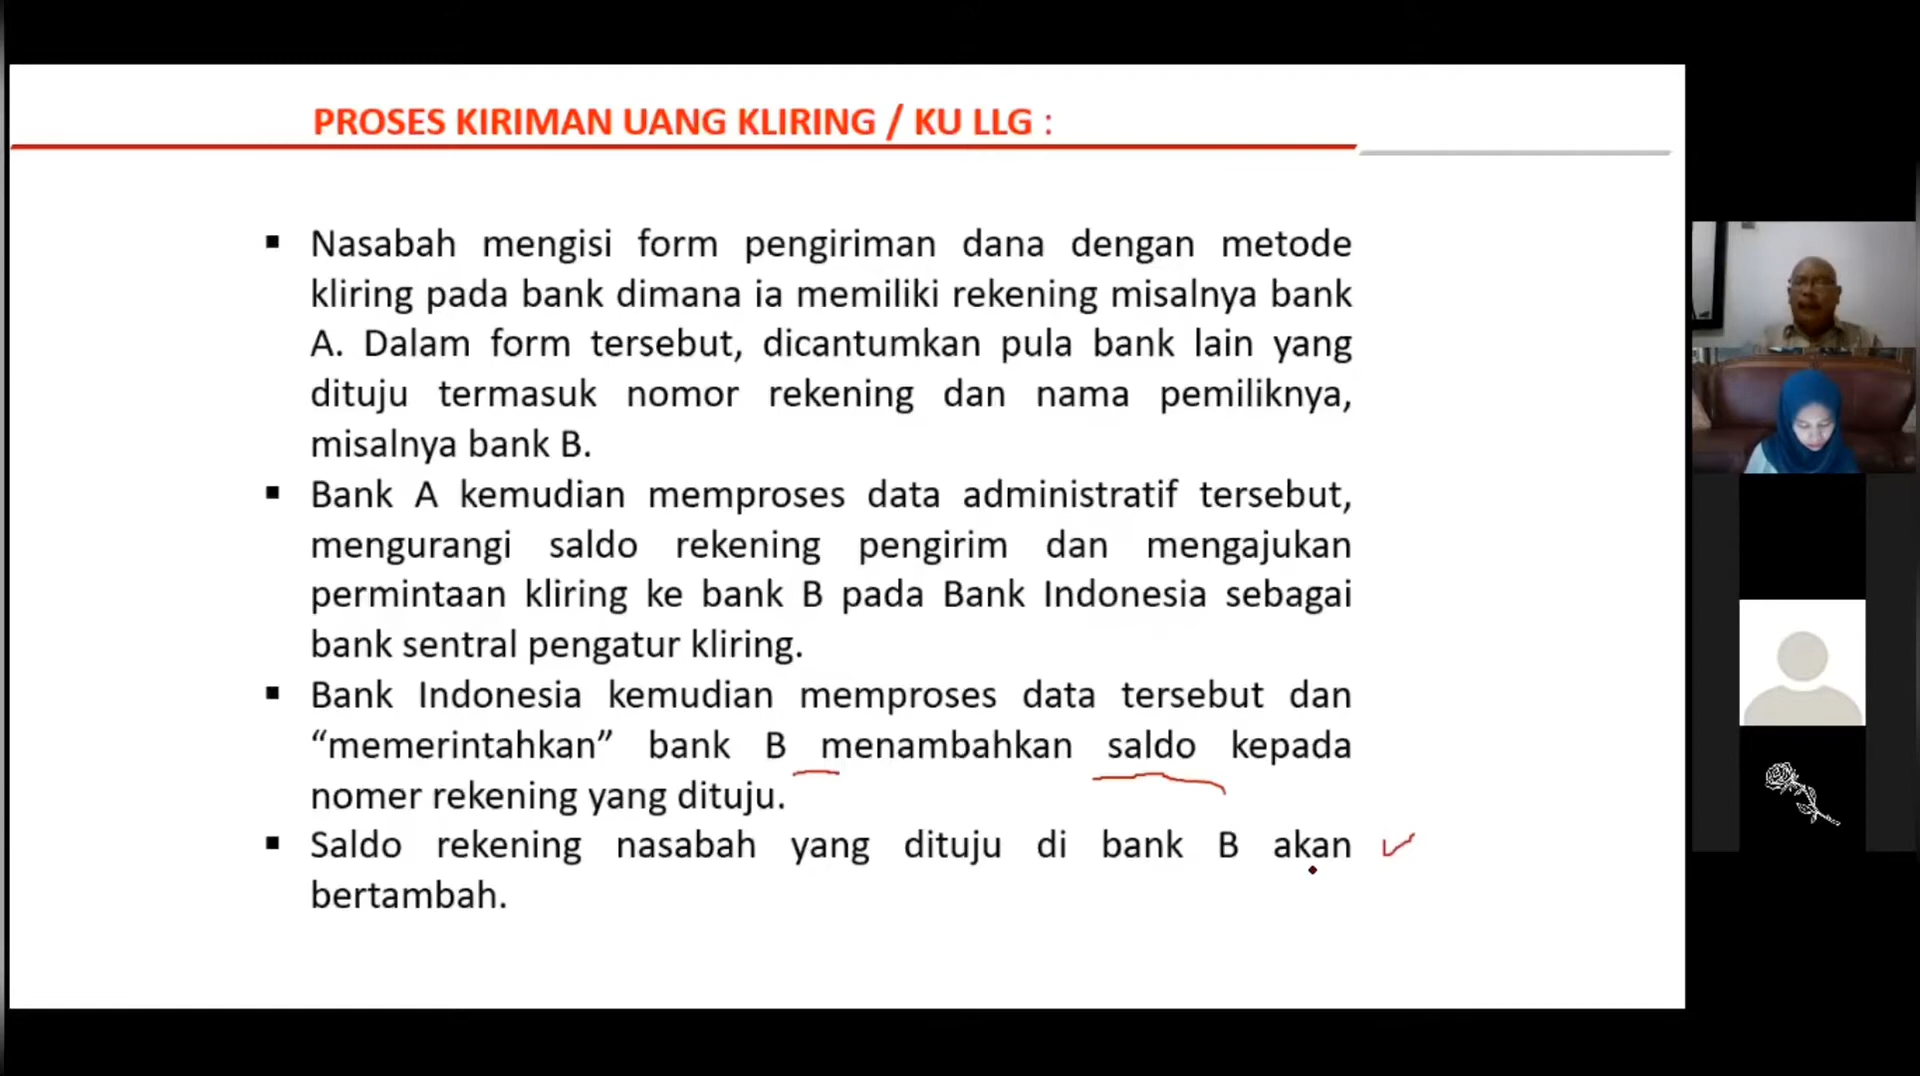 PROSES KIRIMAN UANG KLIRING / KU LLG :
▪ Nasabah mengisi form pengiriman dana dengan metode
kliring pada bank dimana ia memiliki rekening misalnya bank
A. Dalam form tersebut, dicantumkan pula bank lain yang
dituju termasuk nomor rekening dan nama pemiliknya,
misalnya bank B.
▪ Bank A kemudian memproses data administratif tersebut,
mengurangi saldo rekening pengirim dan mengajukan
permintaan kliring ke bank B pada Bank Indonesia sebagai
bank sentral pengatur kliring.
▪ Bank Indonesia kemudian memproses data tersebut dan
“memerintahkan” bank B menambahkan saldo kepada
nomer rekening yang dituju.
▪ Saldo rekening nasabah yang dituju di bank B akan
bertambah.